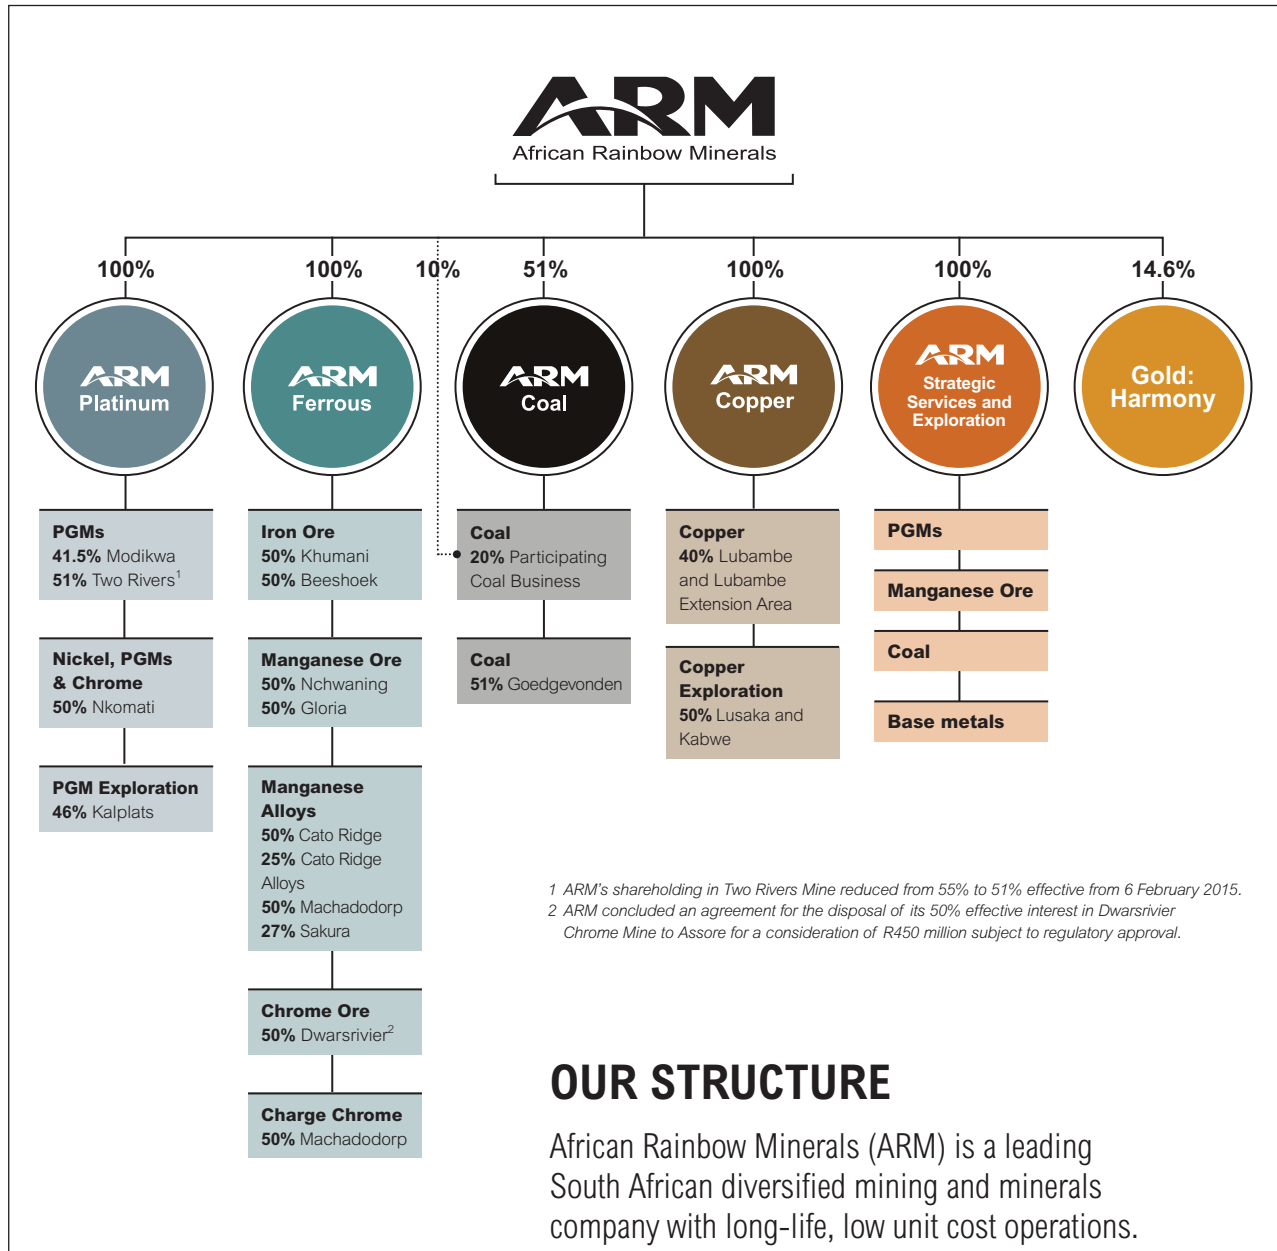 ARM
African Rainbow Minerals
100%
100%
10%
51%
100%
100%
14.6%
ARM
Platinum
ARM
Ferrous
ARM
Coal
ARM
Copper
ARM
Strategic
Services and
Exploration
Gold:
Harmony
PGMs
41.5% Modikwa
51% Two Rivers1
Nickel, PGMs
& Chrome
50% Nkomati
PGM Exploration
46% Kalplats
Iron Ore
50% Khumani
50% Beeshoek
Manganese Ore
50% Nchwaning
50% Gloria
Manganese
Alloys
50% Cato Ridge
25% Cato Ridge
Alloys
50% Machadodorp
27% Sakura
Chrome Ore
50% Dwarsrivier2
Charge Chrome
50% Machadodorp
Coal
20% Participating
Coal Business
Coal
51% Goedgevonden
Copper
40% Lubambe
and Lubambe
Extension Area
Copper
Exploration
50% Lusaka and
Kabwe
PGMs
Manganese Ore
Coal
Base metals
1 ARM's shareholding in Two Rivers Mine reduced from 55% to 51% effective from 6 February 2015.
2 ARM concluded an agreement for the disposal of its 50% effective interest in Dwarsrivier
Chrome Mine to Assore for a consideration of R450 million subject to regulatory approval.
OUR STRUCTURE
African Rainbow Minerals (ARM) is a leading
South African diversified mining and minerals
company with long-life, low unit cost operations.